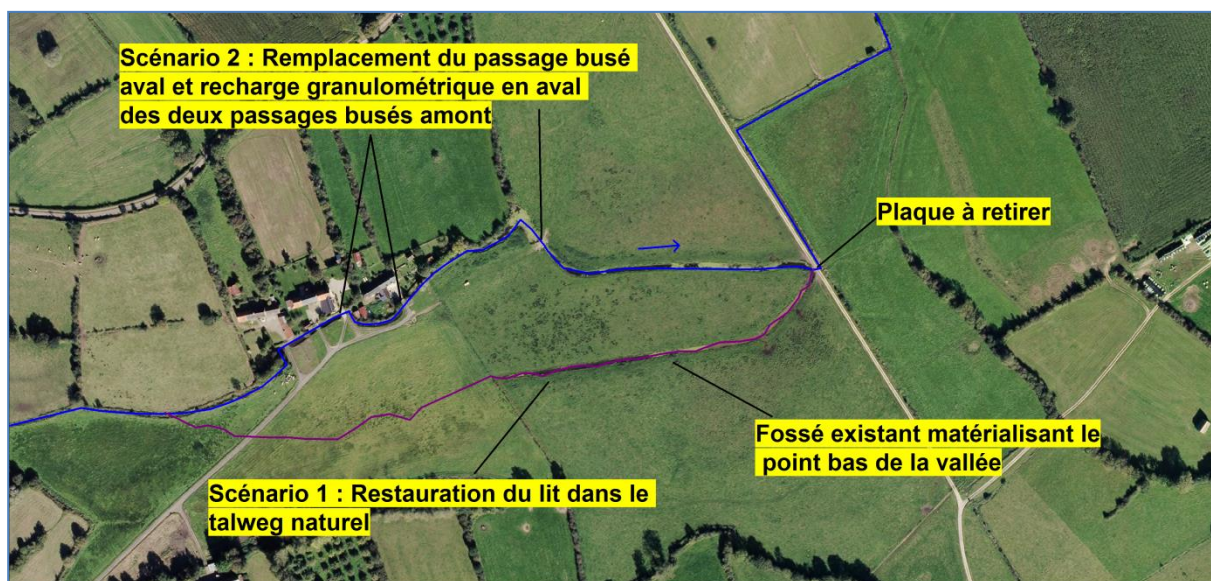 Scénario 2 : Remplacement du passage busé
aval et recharge granulométrique en aval
des deux passages busés amont
Plaque à retirer
Fossé existant matérialisant le
point bas de la vallée
Scénario 1 : Restauration du lit dans le
talweg naturel